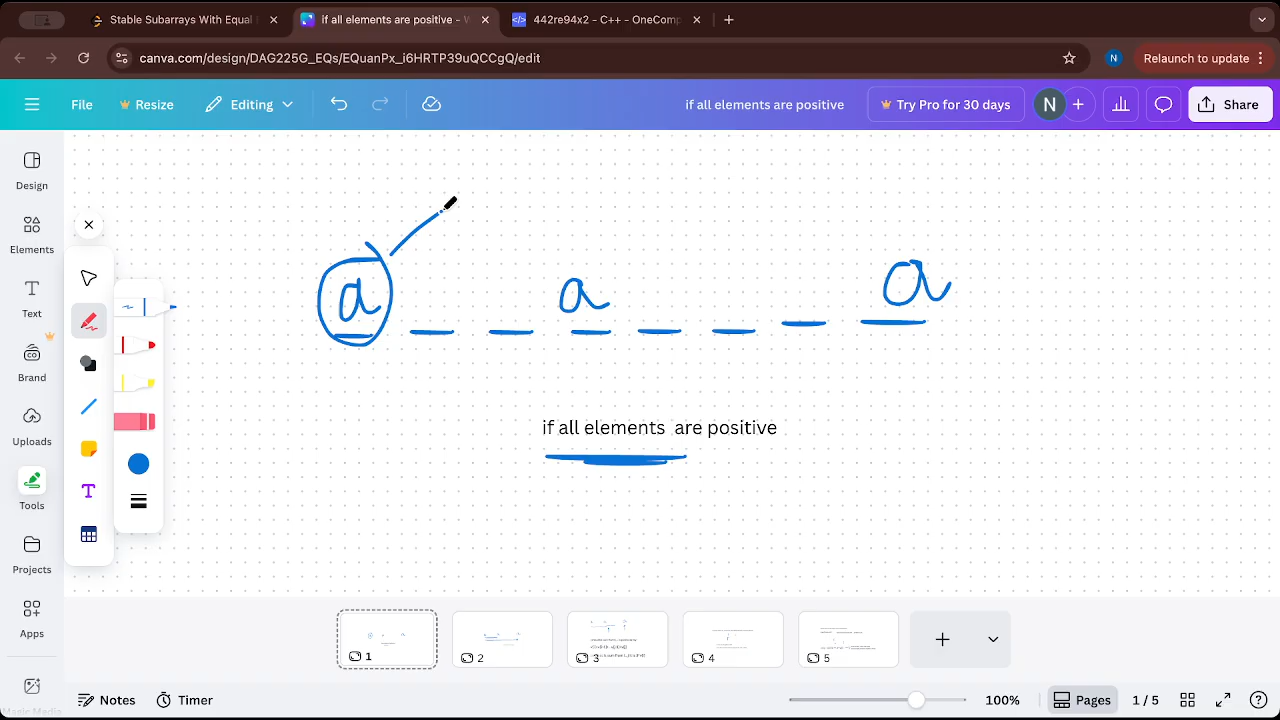 Stable Subarrays With Equal
if all elements are positive - W
442re94x2 - C++ - OneComp
canva.com/design/DAG225G_EQs/EQuanPx_i6HRTP39uQCCgQ/edit
N
Relaunch to update
File
Resize
Editing
if all elements are positive
Try Pro for 30 days
N
Share
Design
Elements
Text
Brand
Uploads
Tools
Projects
Apps
Magic Media
a a a
if all elements are positive
1
2
3
4
5
Notes
Timer
100%
Pages
1 / 5